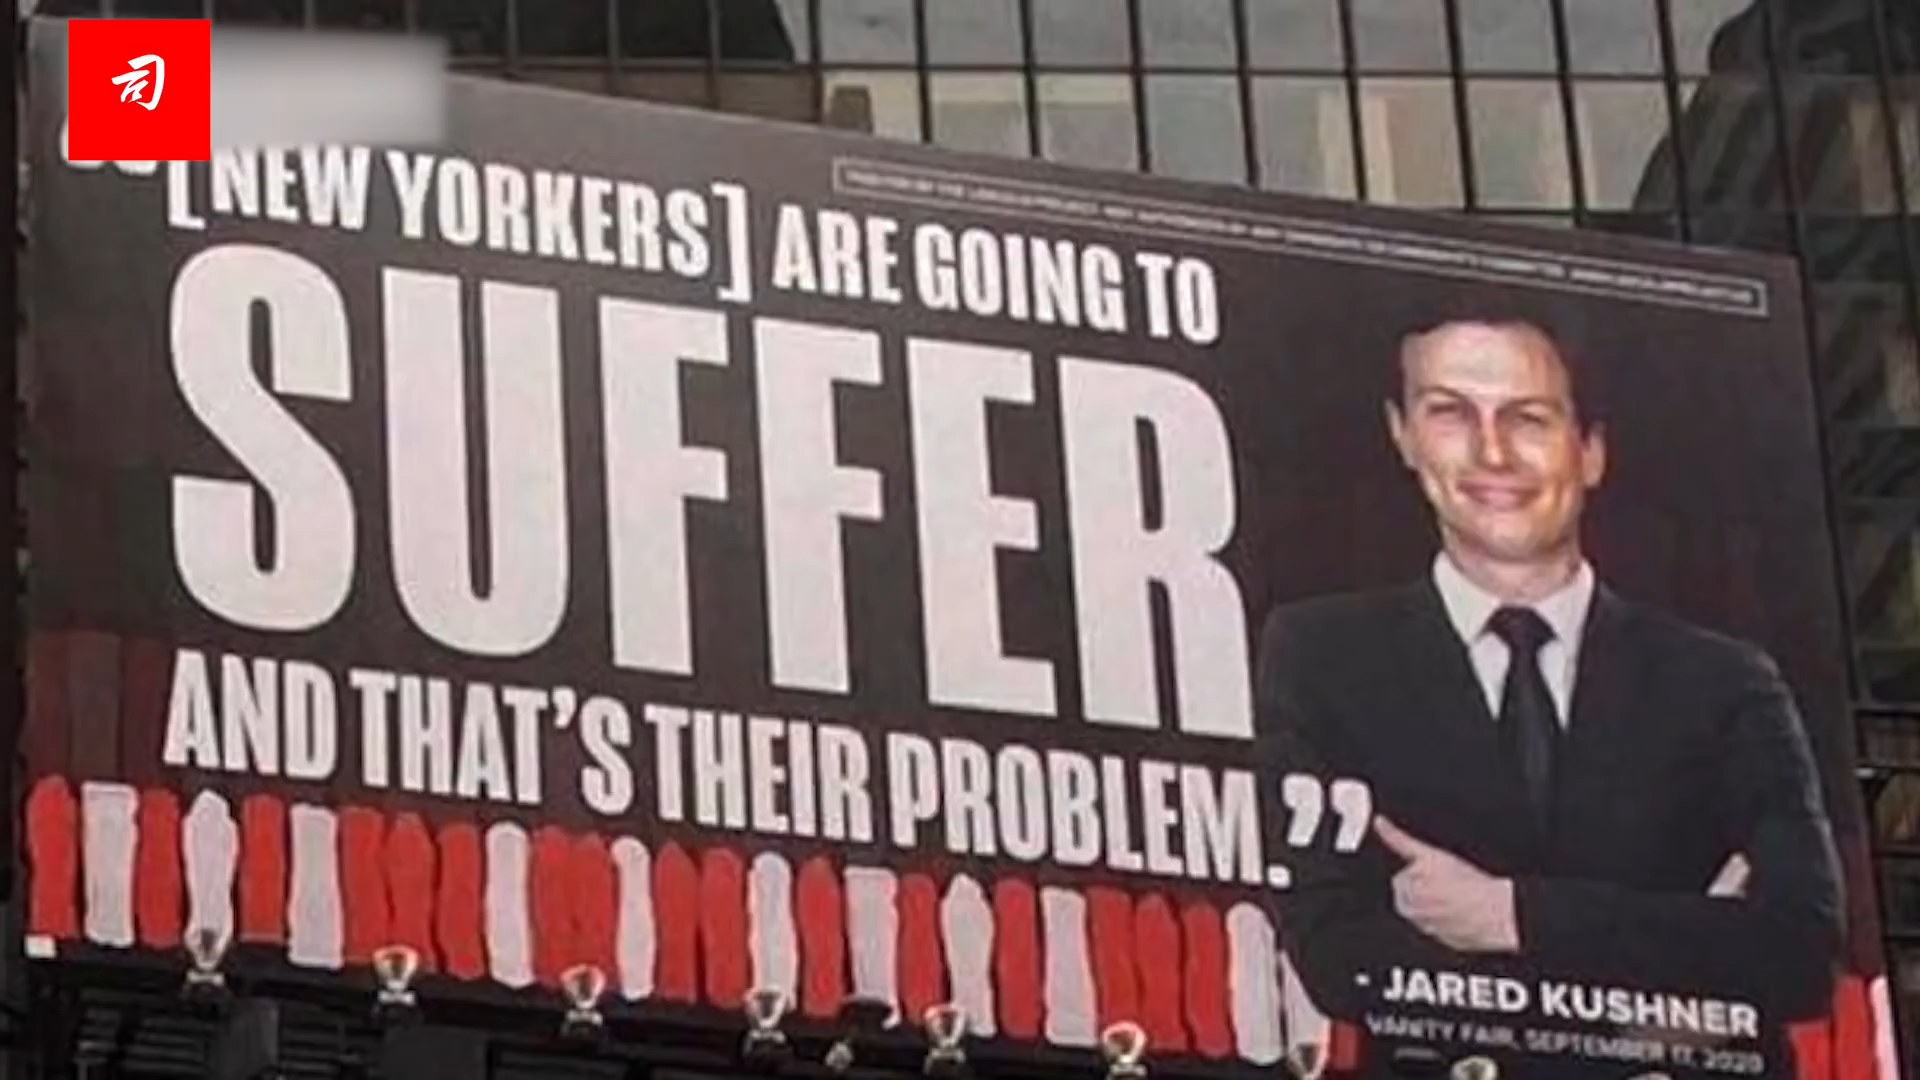 司
“[NEW YORKERS] ARE GOING TO
SUFFER
AND THAT’S THEIR PROBLEM.”
- JARED KUSHNER
VANITY FAIR, SEPTEMBER 17, 2020